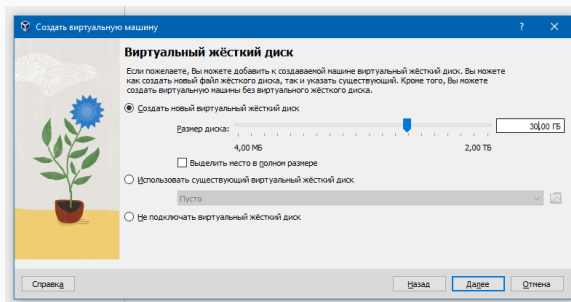 Создать виртуальную машину
Виртуальный жёсткий диск
Если пожелаете, Вы можете добавить к создаваемой машине виртуальный жёсткий диск. Вы можете
как создать новый файл жёсткого диска, так и указать существующий. Кроме того, Вы можете
создать виртуальную машину без виртуального жёсткого диска.
Создать новый виртуальный жёсткий диск
Размер диска:
30,00 ГБ
4,00 МБ
2,00 ТБ
Выделить место в полном размере
Использовать существующий виртуальный жёсткий диск
Пусто
Не подключать виртуальный жёсткий диск
Справка
Назад
Далее
Отмена